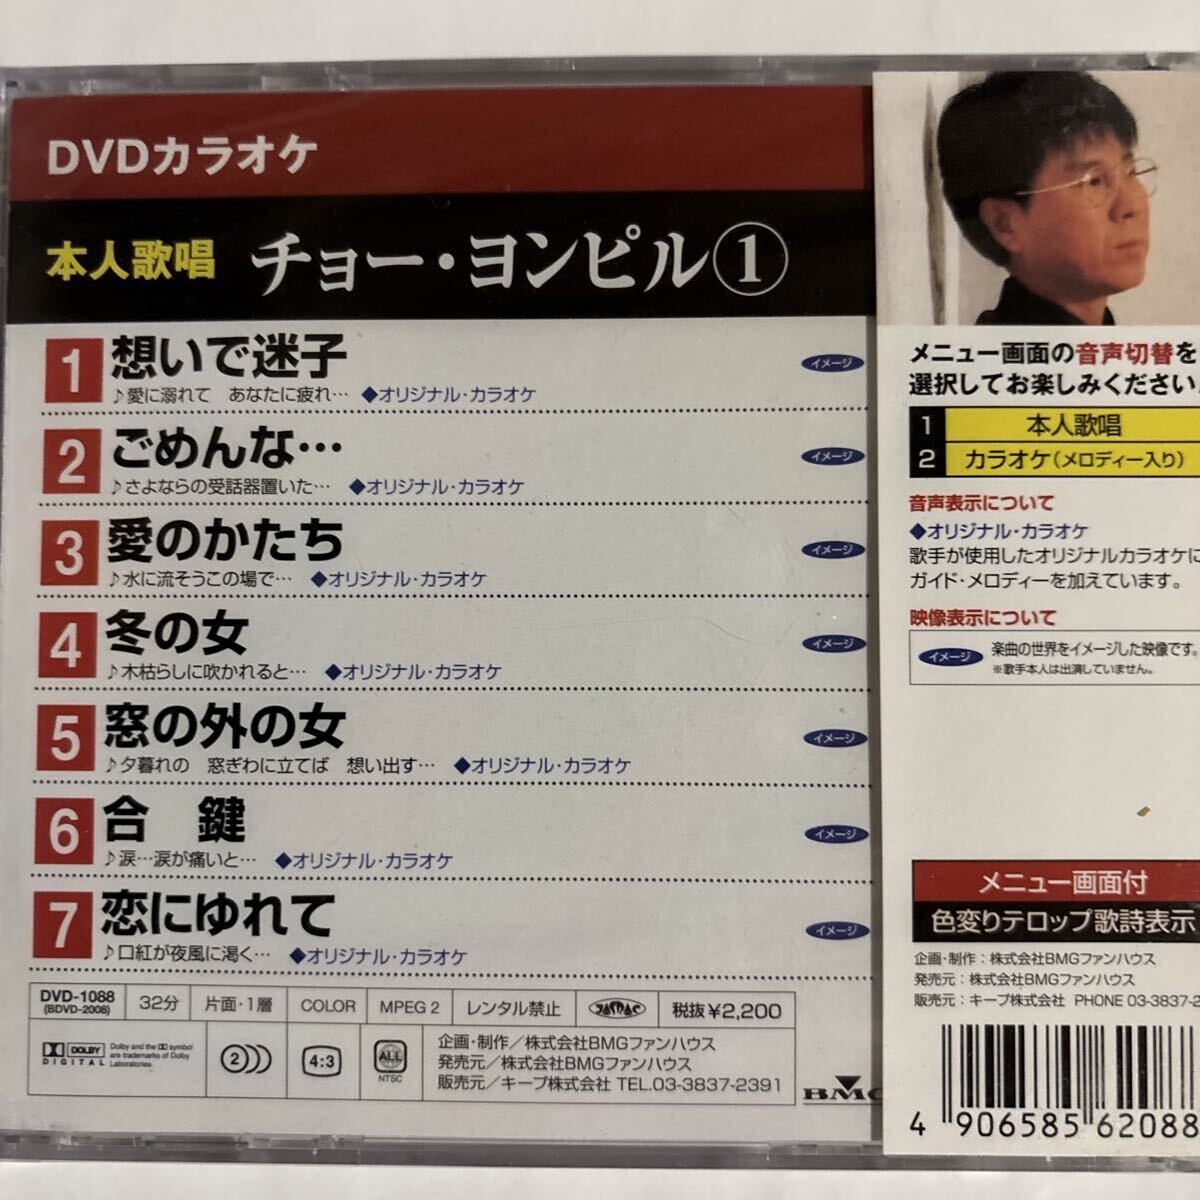 DVDカラオケ
本人歌唱 チョー・ヨンピル①
1 想いで迷子 イメージ
♪愛に溺れて　あなたに疲れ… ◆オリジナル・カラオケ
2 ごめんな… イメージ
♪さよならの受話器置いた… ◆オリジナル・カラオケ
3 愛のかたち イメージ
♪水に流そうこの場で… ◆オリジナル・カラオケ
4 冬の女 イメージ
♪木枯らしに吹かれると… ◆オリジナル・カラオケ
5 窓の外の女 イメージ
♪夕暮れの　窓ぎわに立てば　想い出す… ◆オリジナル・カラオケ
6 合　鍵 イメージ
♪涙…涙が痛いと… ◆オリジナル・カラオケ
7 恋にゆれて イメージ
♪口紅が夜風に渇く… ◆オリジナル・カラオケ
DVD-1088
(BDVD-2008)
32分
片面・1層
COLOR
MPEG 2
レンタル禁止
JASRAC
税抜¥2,200
DOLBY
DIGITAL
Dolby and the DD symbol
are trademarks of Dolby
Laboratories.
2
4:3
ALL
NTSC
企画・制作／株式会社BMGファンハウス
発売元／株式会社BMGファンハウス
販売元／キープ株式会社 TEL.03-3837-2391
BMG
メニュー画面の音声切替を
選択してお楽しみください。
1 本人歌唱
2 カラオケ（メロディー入り）
音声表示について
◆オリジナル・カラオケ
歌手が使用したオリジナルカラオケに
ガイド・メロディーを加えています。
映像表示について
イメージ 楽曲の世界をイメージした映像です。
※歌手本人は出演していません。
メニュー画面付
色変りテロップ歌詩表示
企画・制作：株式会社BMGファンハウス
発売元：株式会社BMGファンハウス
販売元：キープ株式会社 PHONE 03-3837-2
4 906585 62088